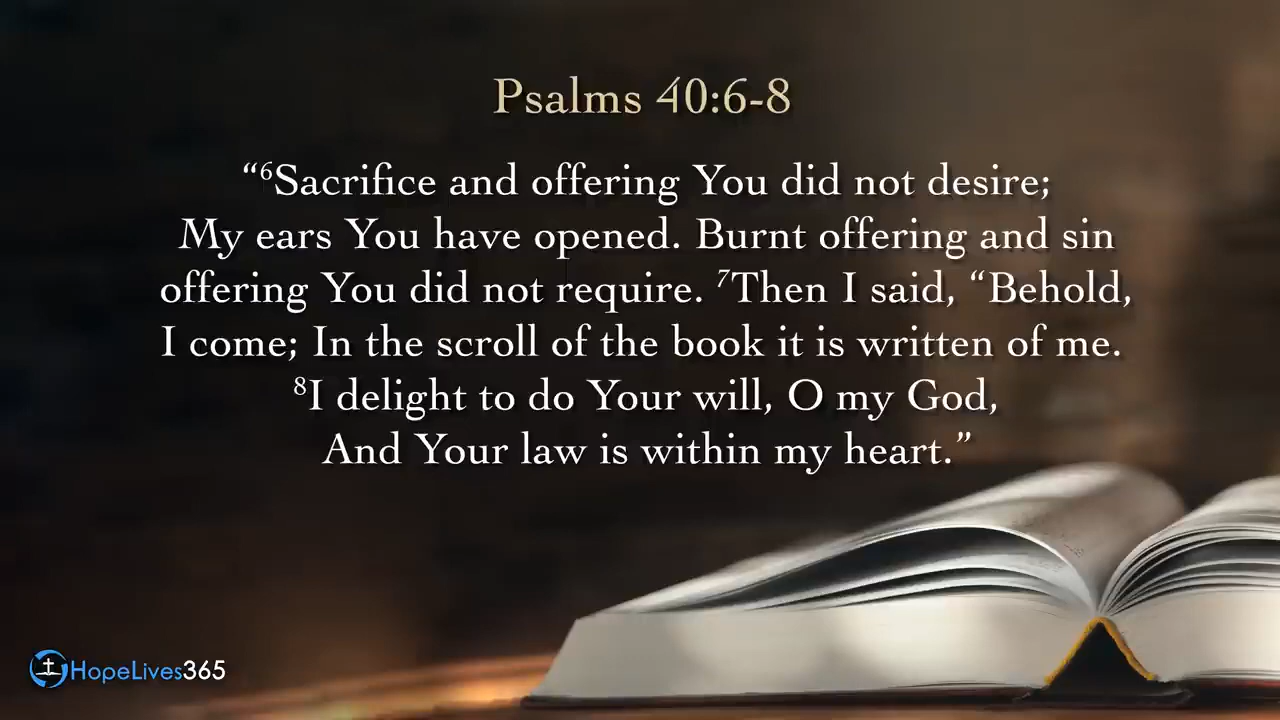 Psalms 40:6-8
“⁶Sacrifice and offering You did not desire;
My ears You have opened. Burnt offering and sin
offering You did not require. ⁷Then I said, “Behold,
I come; In the scroll of the book it is written of me.
⁸I delight to do Your will, O my God,
And Your law is within my heart.”
HopeLives365